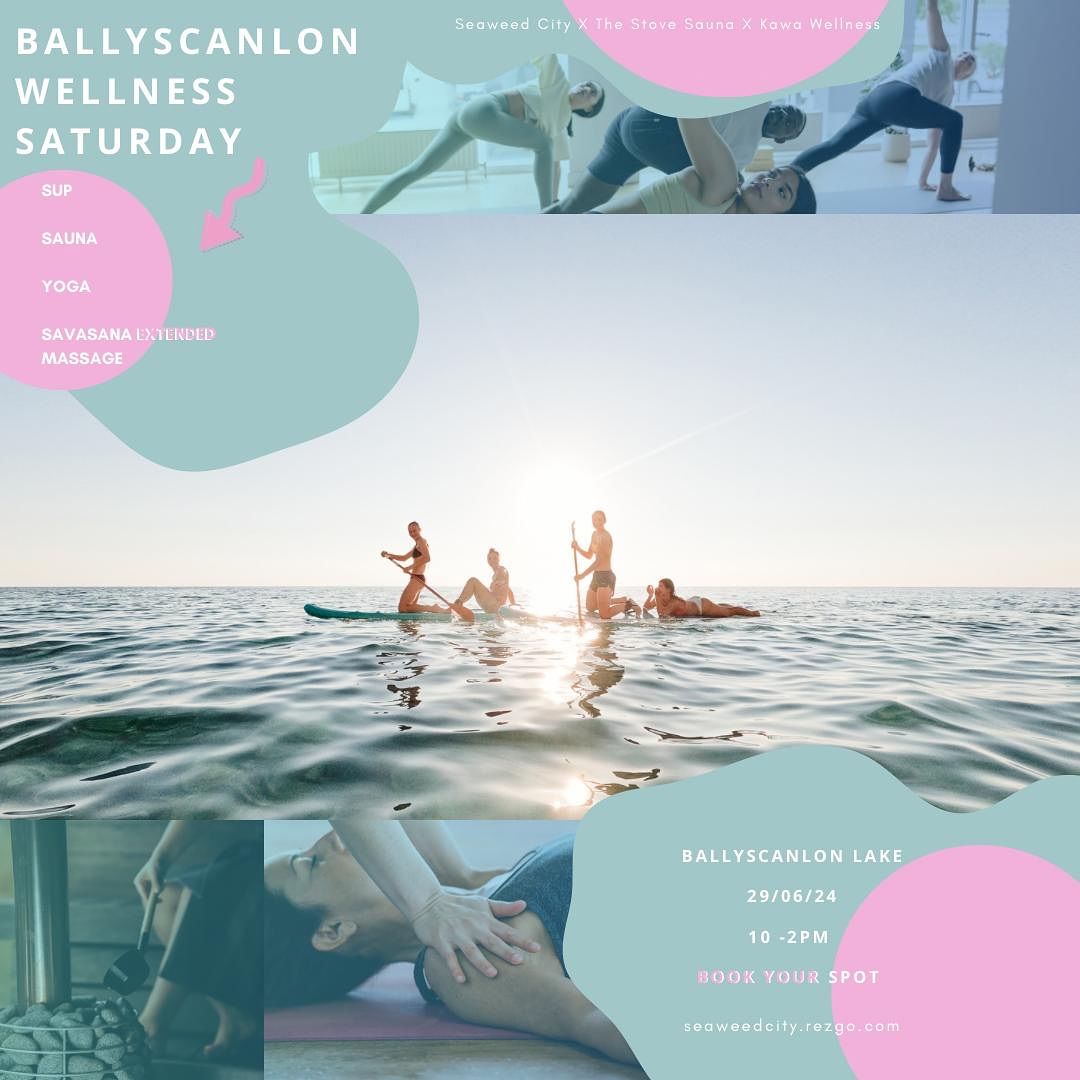 Seaweed City X The Stove Sauna X Kawa Wellness
BALLYSCANLON
WELLNESS
SATURDAY
SUP
SAUNA
YOGA
SAVASANA EXTENDED
MASSAGE
BALLYSCANLON LAKE
29/06/24
10 -2PM
BOOK YOUR SPOT
seaweedcity.rezgo.com